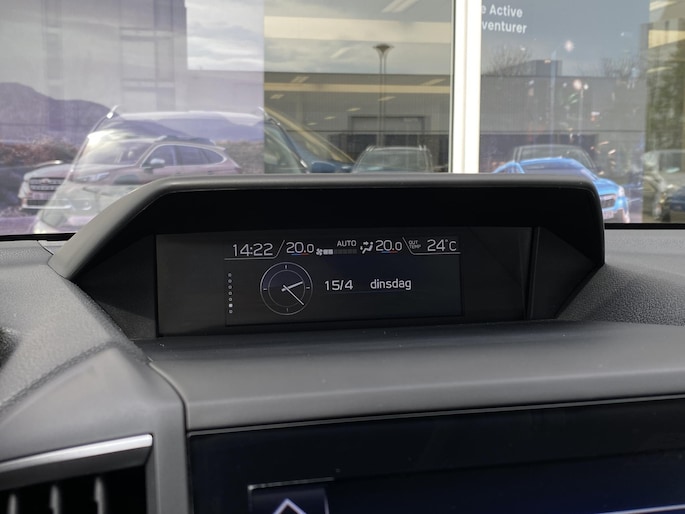 e Active
venturer
14:22 20.0 AUTO 20.0 OUT TEMP 24°C
15/4 dinsdag